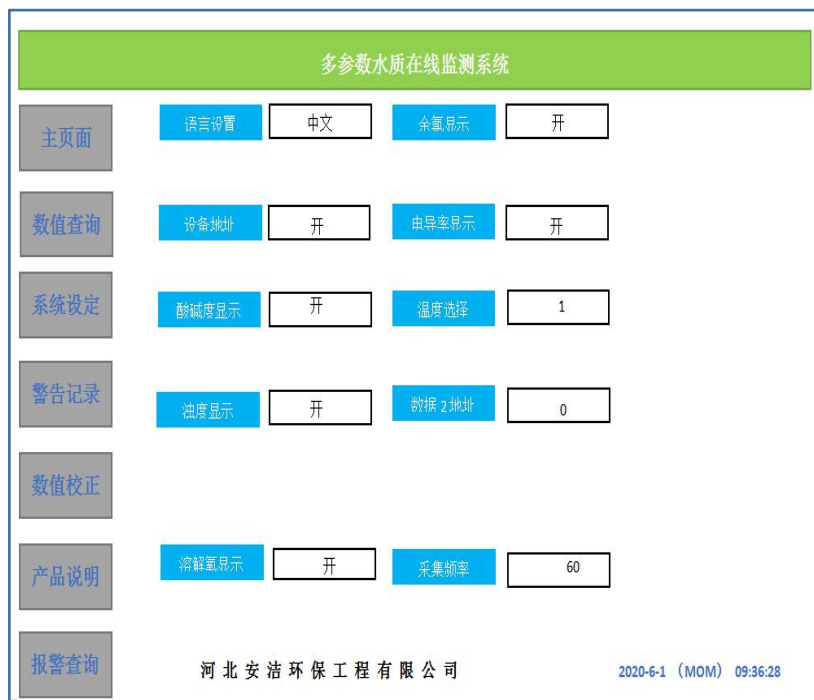 多参数水质在线监测系统
主页面
语言设置 中文 余氯显示 开
数值查询
设备地址 开 电导率显示 开
系统设定
酸碱度显示 开 温度选择 1
警告记录
浊度显示 开 数据 2 地址 0
数值校正
产品说明
溶解氧显示 开 采集频率 60
报警查询
河北安洁环保工程有限公司
2020-6-1 （MOM） 09:36:28